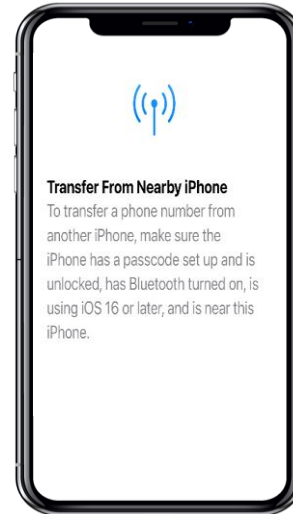 Transfer From Nearby iPhone
To transfer a phone number from
another iPhone, make sure the
iPhone has a passcode set up and is
unlocked, has Bluetooth turned on, is
using iOS 16 or later, and is near this
iPhone.